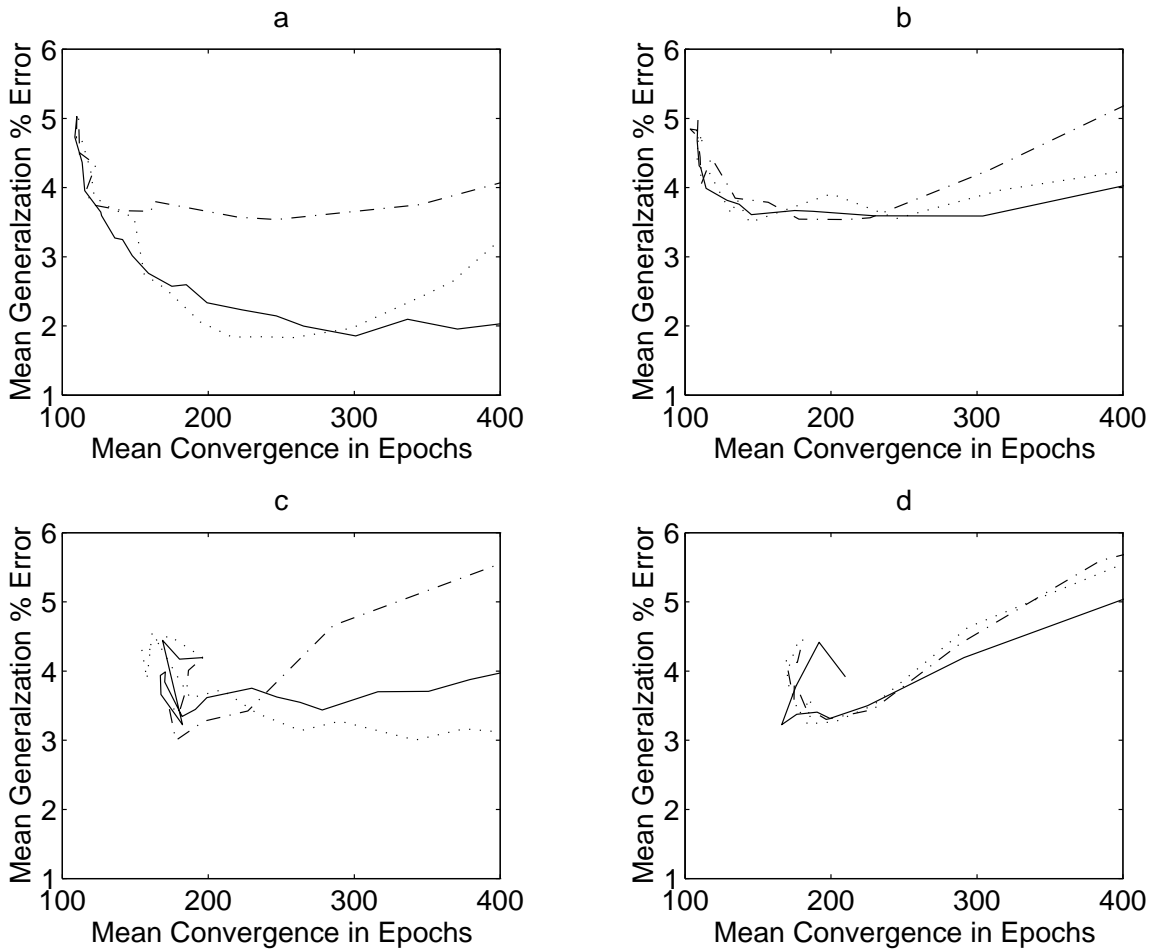 a
6
5
4
3
2
1
Mean Generalzation % Error
100 200 300 400
Mean Convergence in Epochs
b
6
5
4
3
2
1
Mean Generalzation % Error
100 200 300 400
Mean Convergence in Epochs
c
6
5
4
3
2
1
Mean Generalzation % Error
100 200 300 400
Mean Convergence in Epochs
d
6
5
4
3
2
1
Mean Generalzation % Error
100 200 300 400
Mean Convergence in Epochs